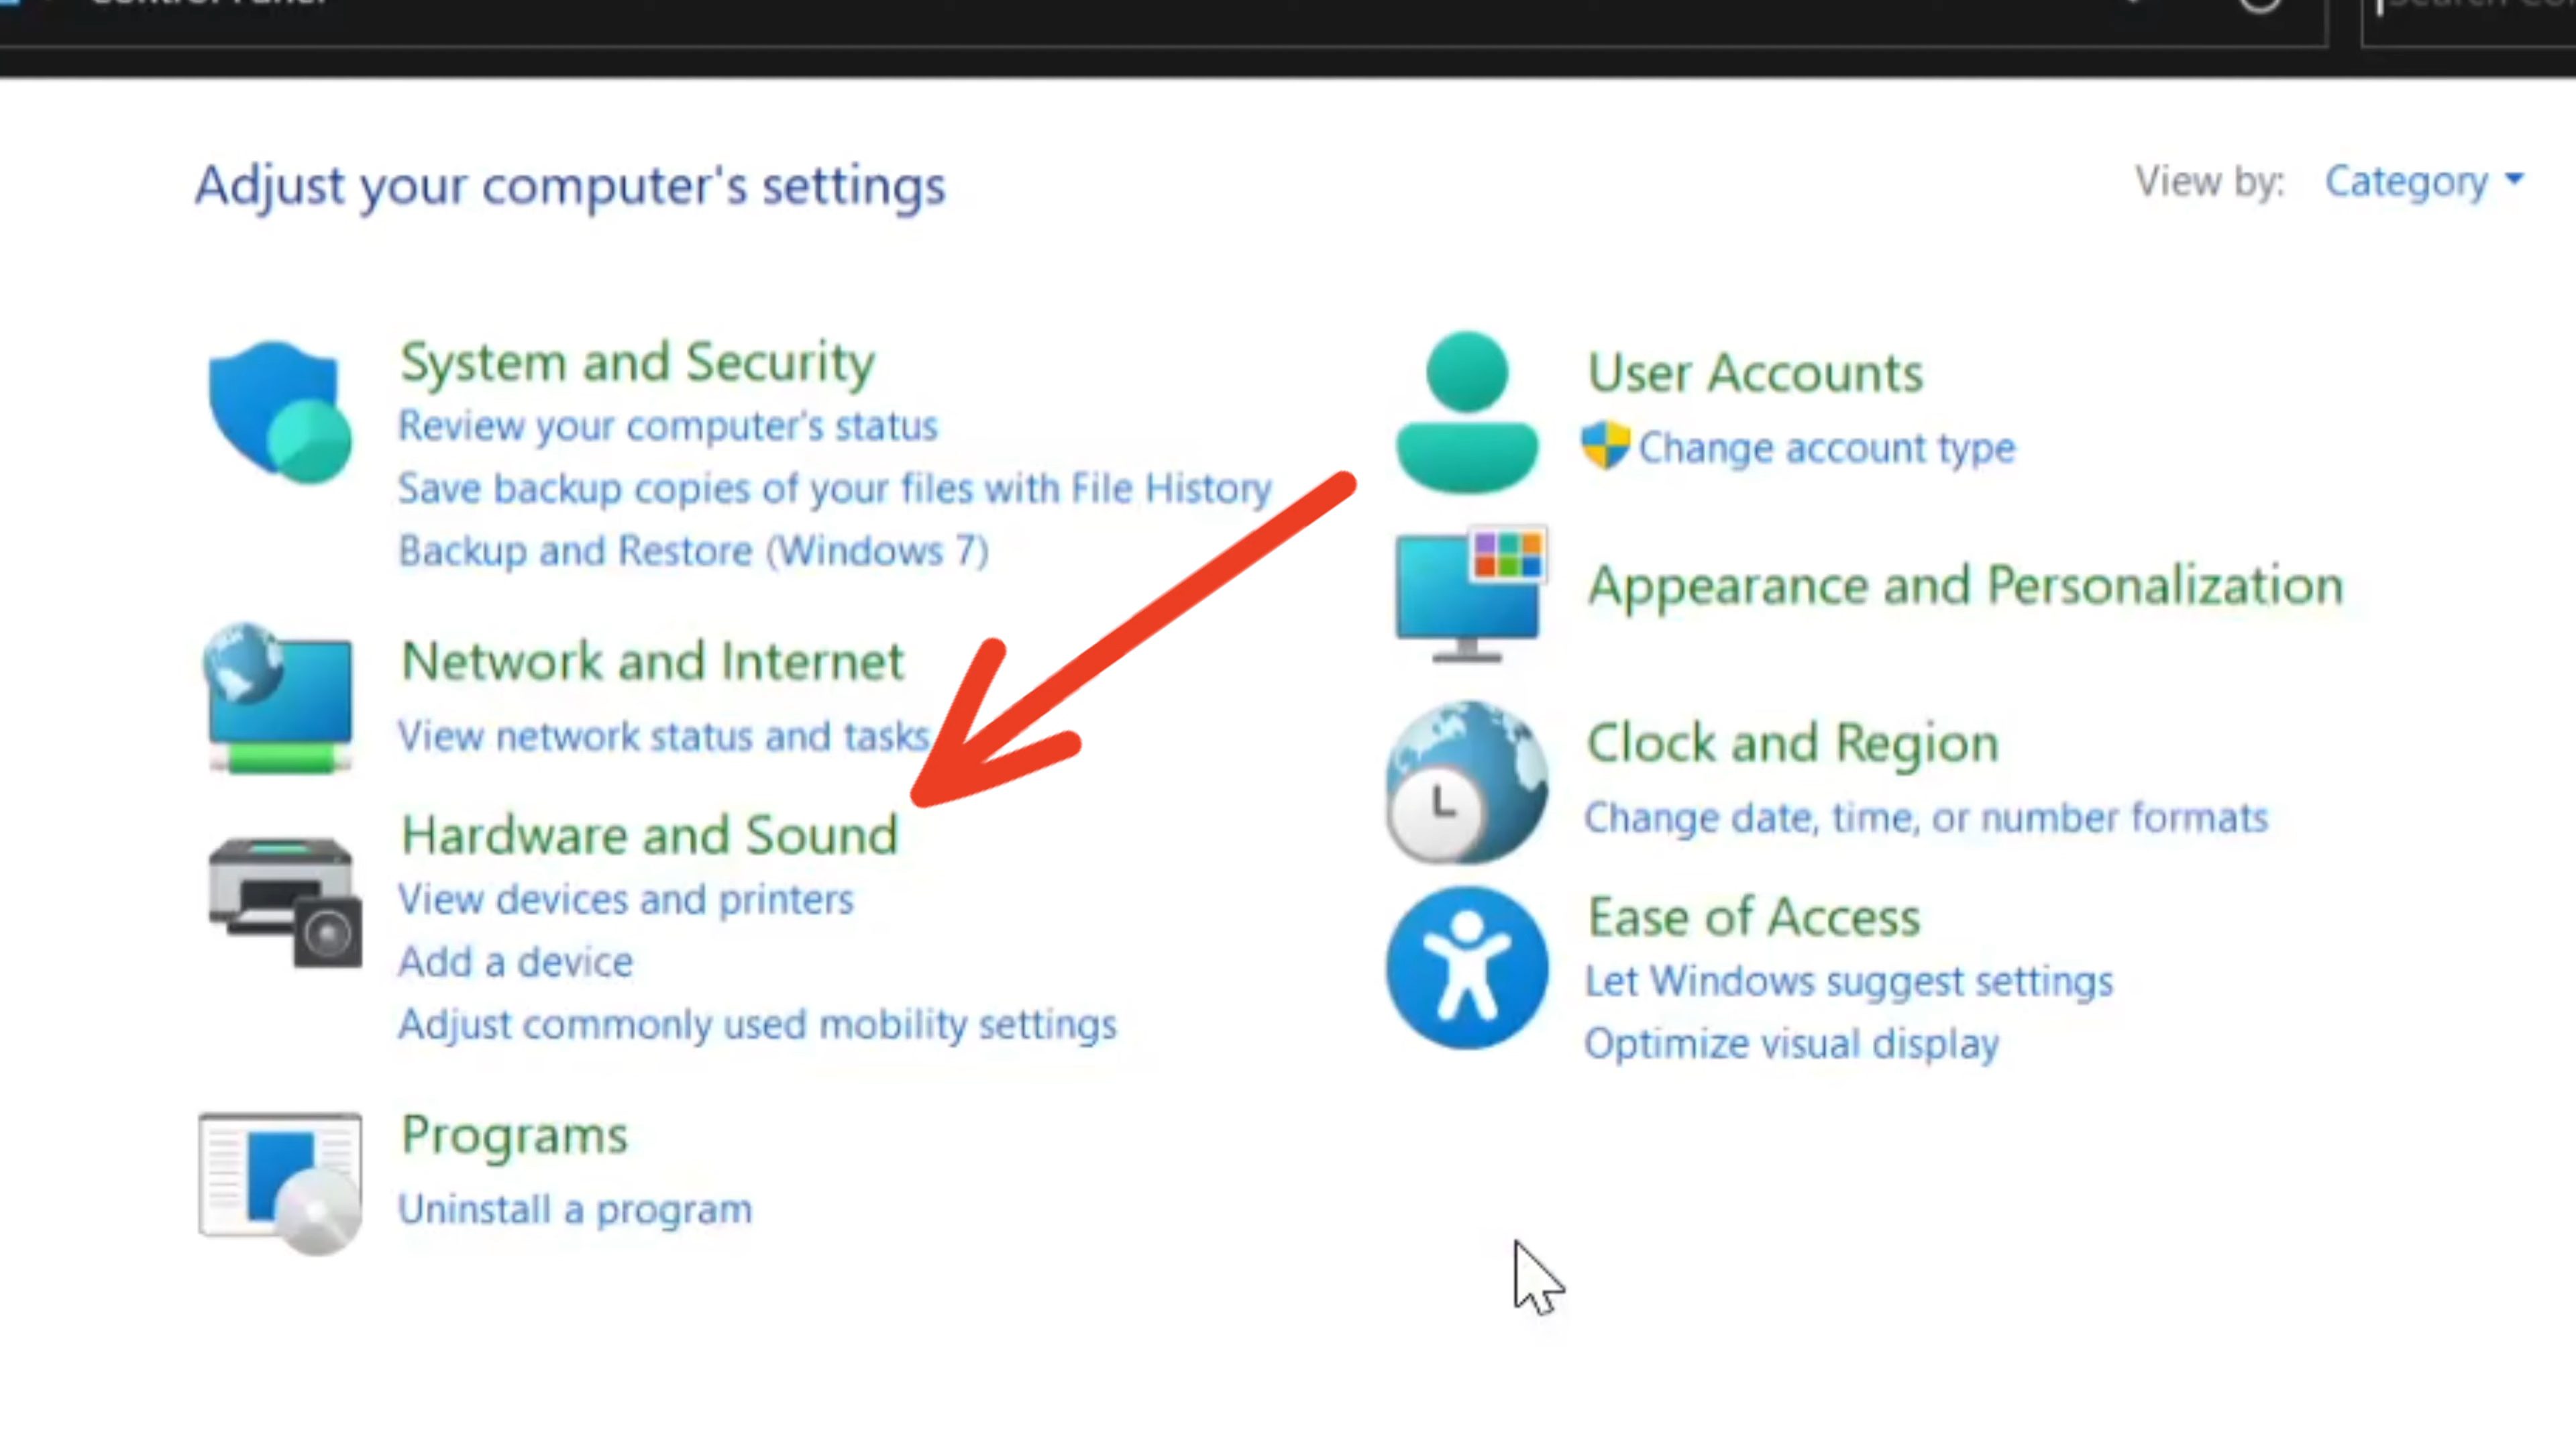 Control Panel
Adjust your computer's settings
View by: Category
System and Security
Review your computer's status
Save backup copies of your files with File History
Backup and Restore (Windows 7)
Network and Internet
View network status and tasks
Hardware and Sound
View devices and printers
Add a device
Adjust commonly used mobility settings
Programs
Uninstall a program
User Accounts
Change account type
Appearance and Personalization
Clock and Region
Change date, time, or number formats
Ease of Access
Let Windows suggest settings
Optimize visual display